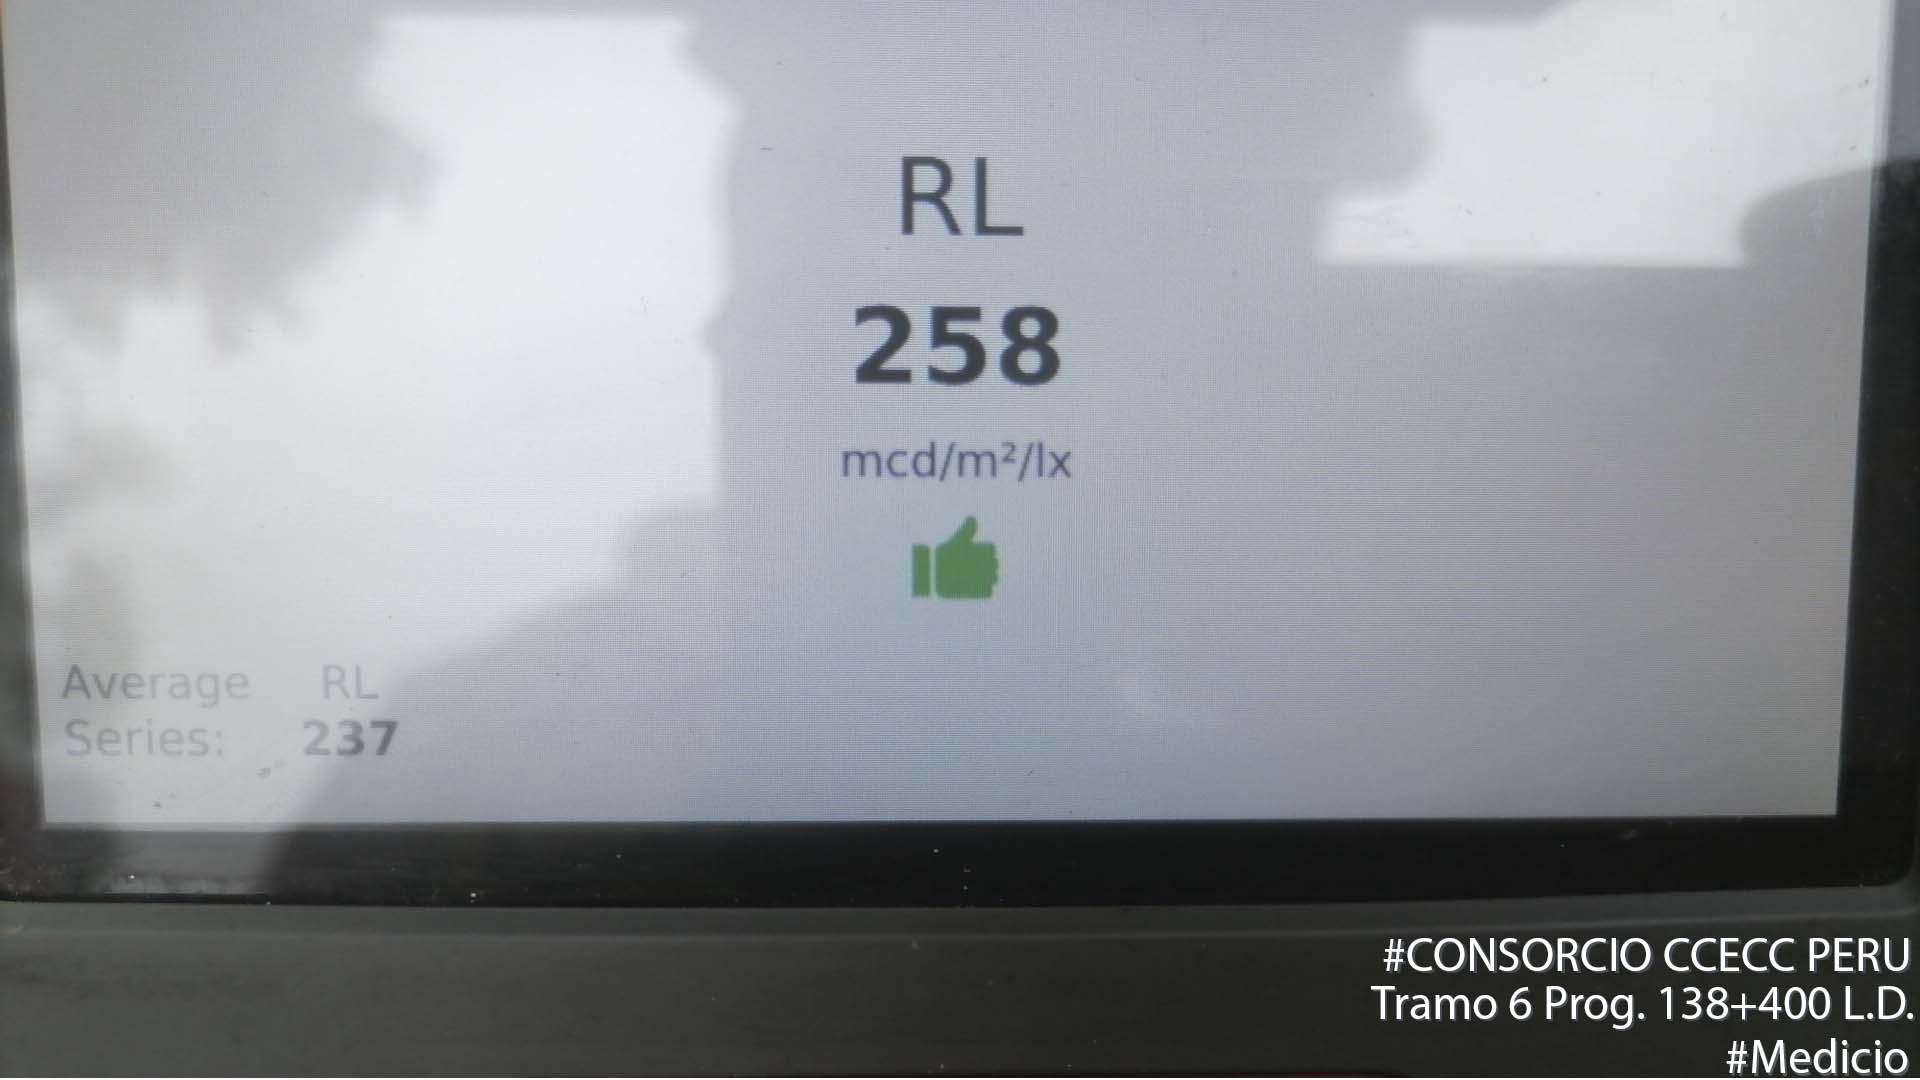 RL
258
mcd/m²/lx
Average RL
Series: 237
#CONSORCIO CCECC PERU
Tramo 6 Prog. 138+400 L.D.
#Medicio